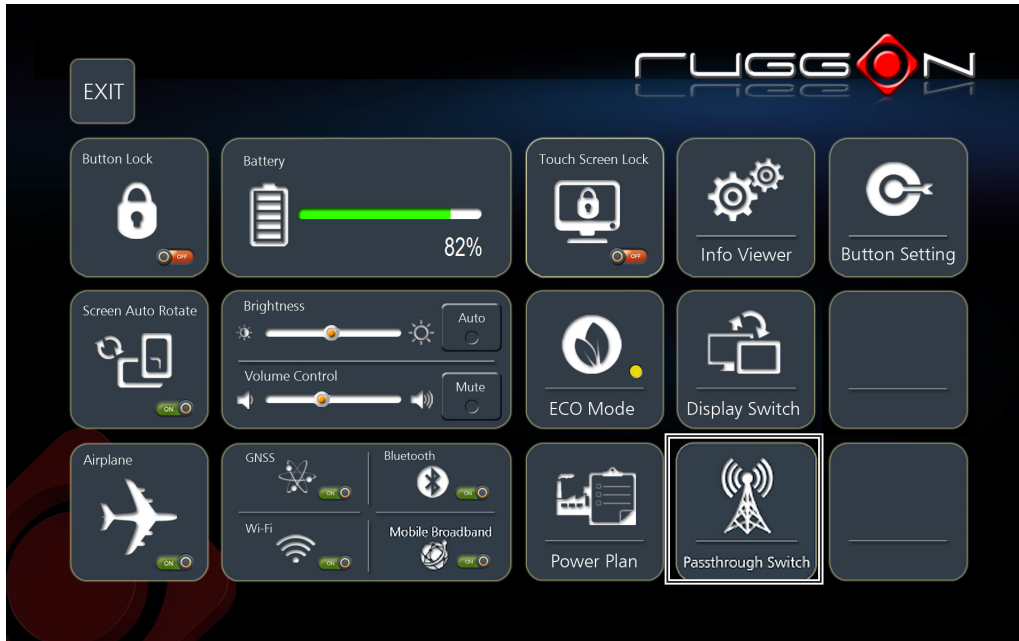 ruggon
EXIT
Button Lock
OFF
Battery
82%
Touch Screen Lock
OFF
Info Viewer
Button Setting
Screen Auto Rotate
ON
Brightness
Auto
Volume Control
Mute
ECO Mode
Display Switch
Airplane
ON
GNSS
ON
Bluetooth
ON
Wi-Fi
ON
Mobile Broadband
ON
Power Plan
Passthrough Switch